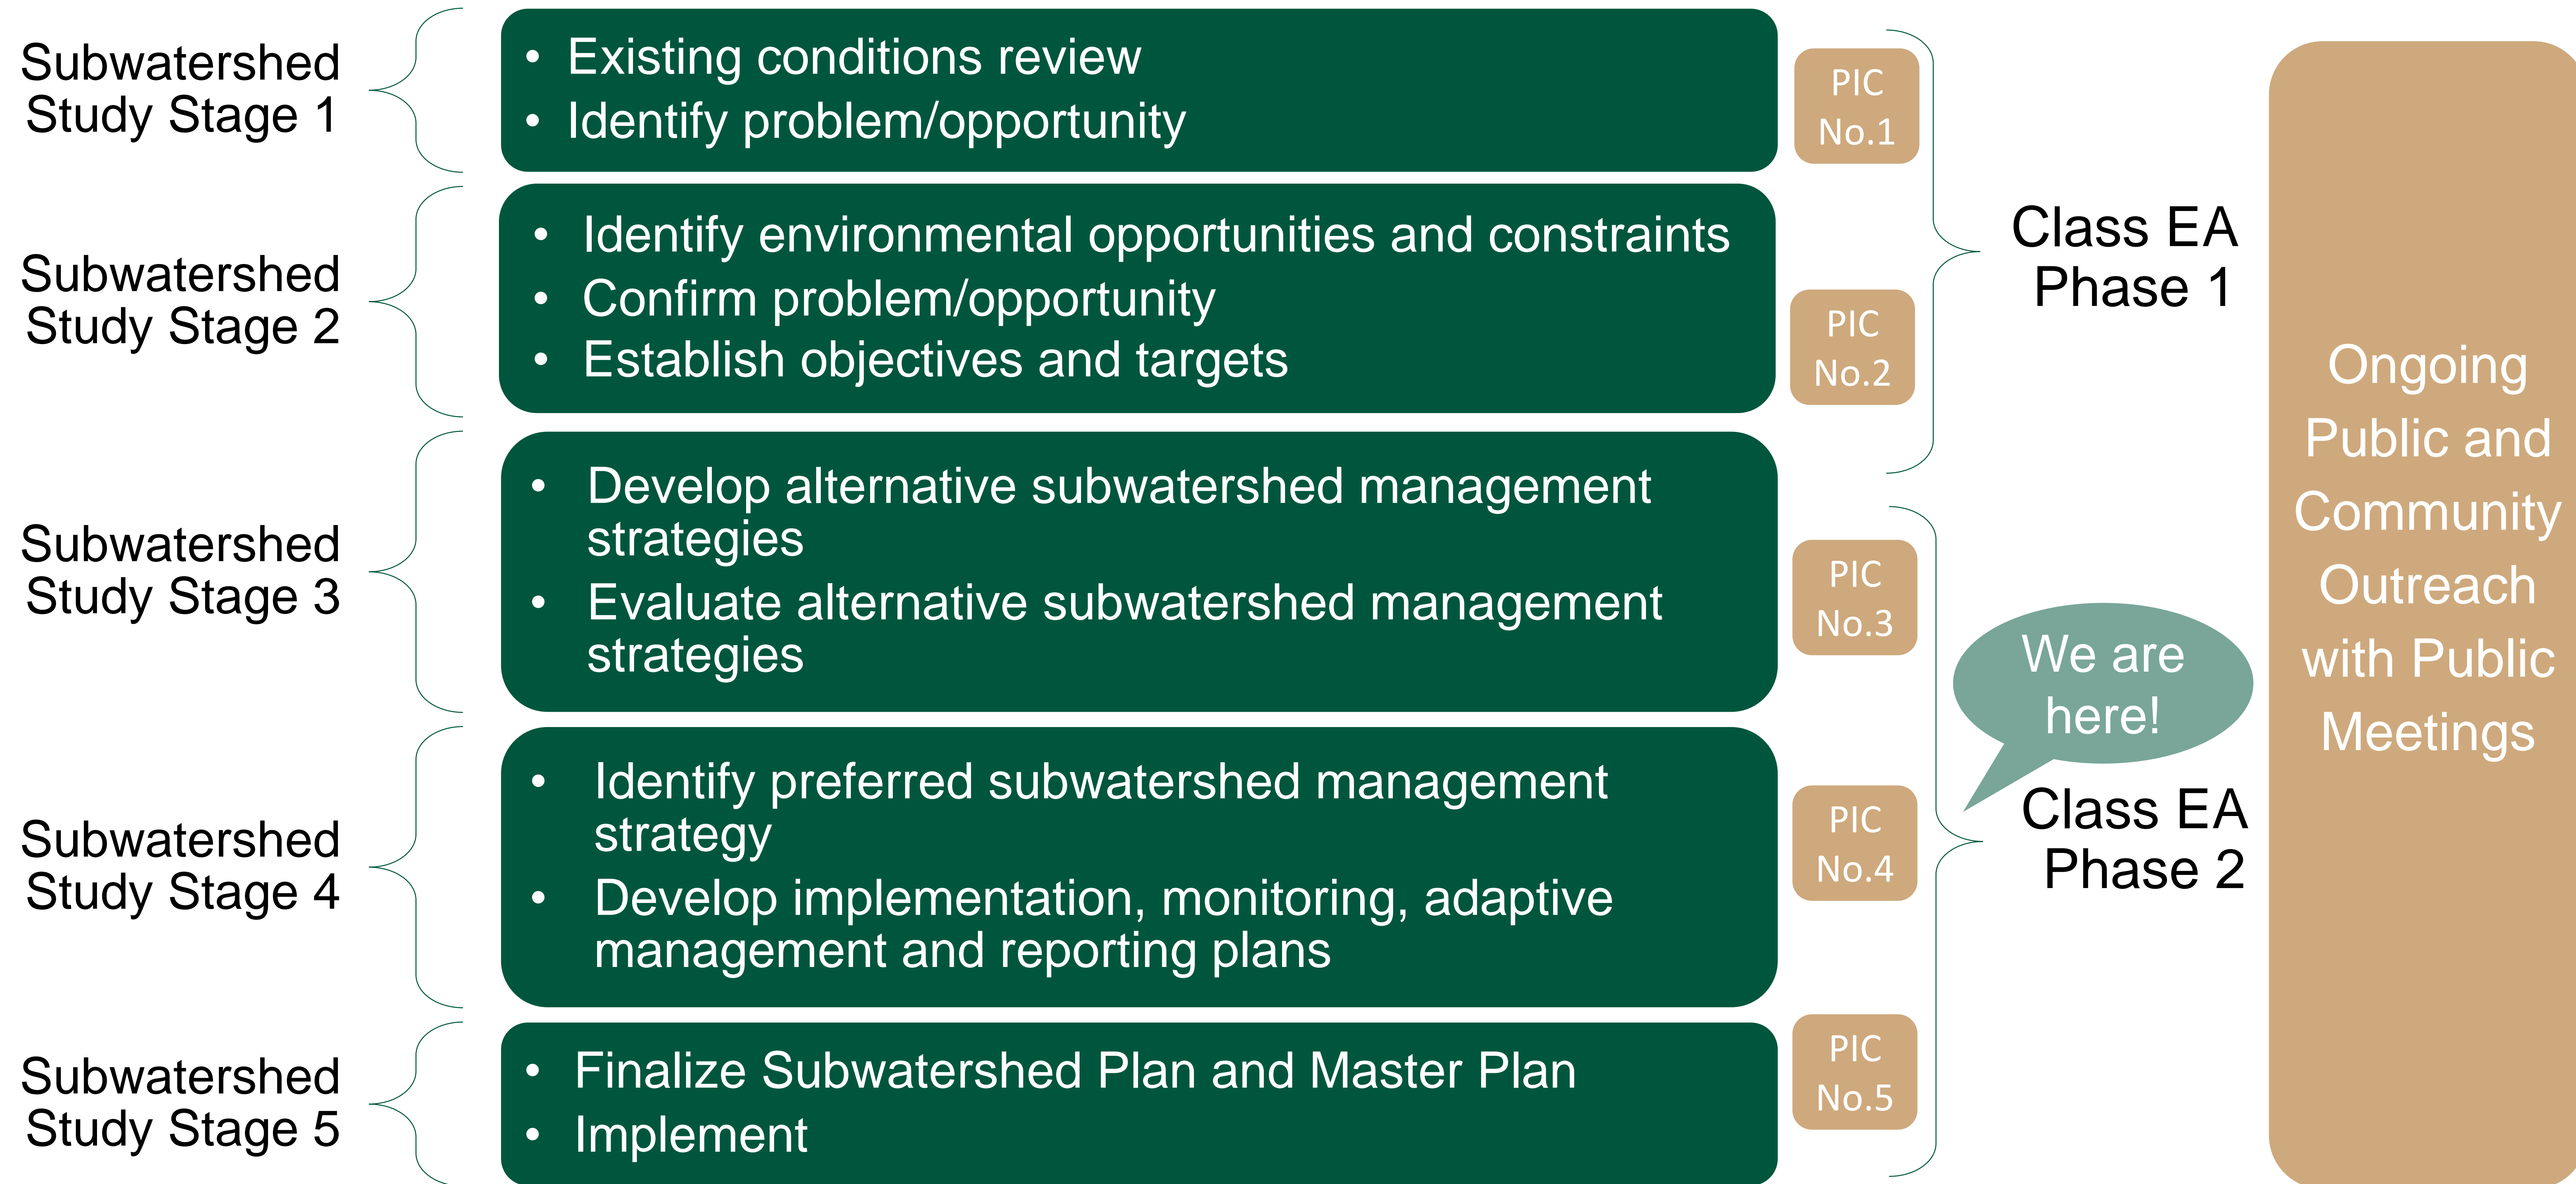 Subwatershed
Study Stage 1
• Existing conditions review
• Identify problem/opportunity
PIC
No.1
Subwatershed
Study Stage 2
• Identify environmental opportunities and constraints
• Confirm problem/opportunity
• Establish objectives and targets
PIC
No.2
Class EA
Phase 1
Subwatershed
Study Stage 3
• Develop alternative subwatershed management
strategies
• Evaluate alternative subwatershed management
strategies
PIC
No.3
We are
here!
Subwatershed
Study Stage 4
• Identify preferred subwatershed management
strategy
• Develop implementation, monitoring, adaptive
management and reporting plans
PIC
No.4
Class EA
Phase 2
Subwatershed
Study Stage 5
• Finalize Subwatershed Plan and Master Plan
• Implement
PIC
No.5
Ongoing
Public and
Community
Outreach
with Public
Meetings